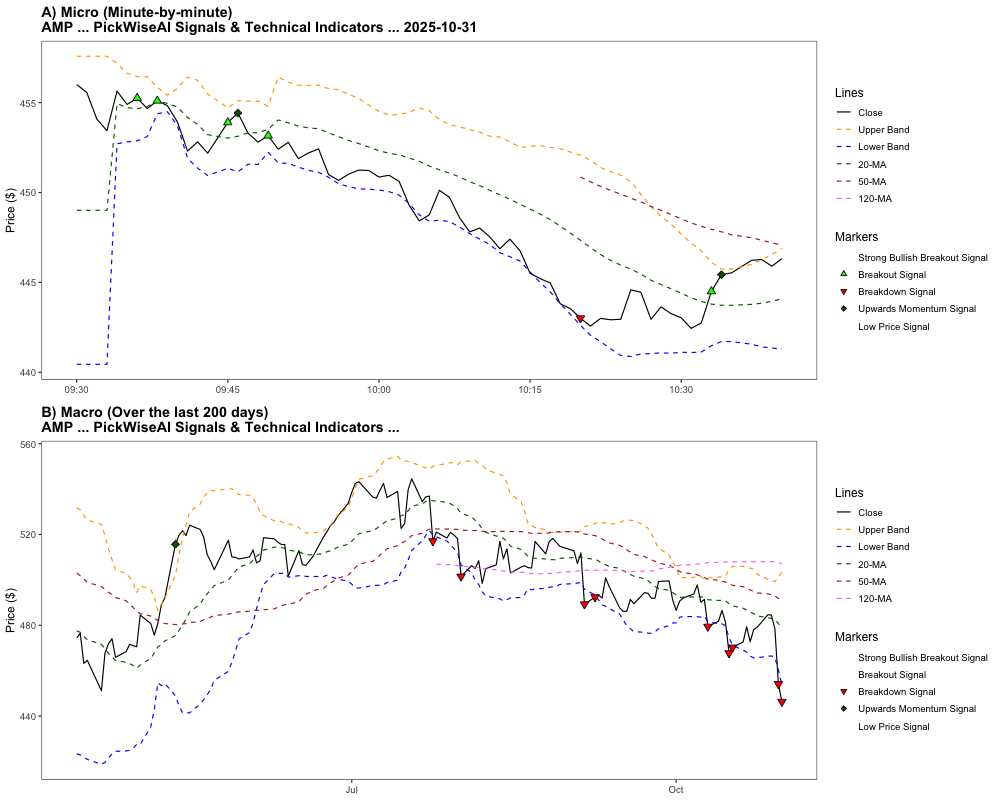 A) Micro (Minute-by-minute)
AMP ... PickWiseAI Signals & Technical Indicators ... 2025-10-31
455
450
445
440
Price ($)
09:30
09:45
10:00
10:15
10:30
Lines
Close
Upper Band
Lower Band
20-MA
50-MA
120-MA
Markers
Strong Bullish Breakout Signal
Breakout Signal
Breakdown Signal
Upwards Momentum Signal
Low Price Signal
B) Macro (Over the last 200 days)
AMP ... PickWiseAI Signals & Technical Indicators ...
560
520
480
440
Price ($)
Jul
Oct
Lines
Close
Upper Band
Lower Band
20-MA
50-MA
120-MA
Markers
Strong Bullish Breakout Signal
Breakout Signal
Breakdown Signal
Upwards Momentum Signal
Low Price Signal